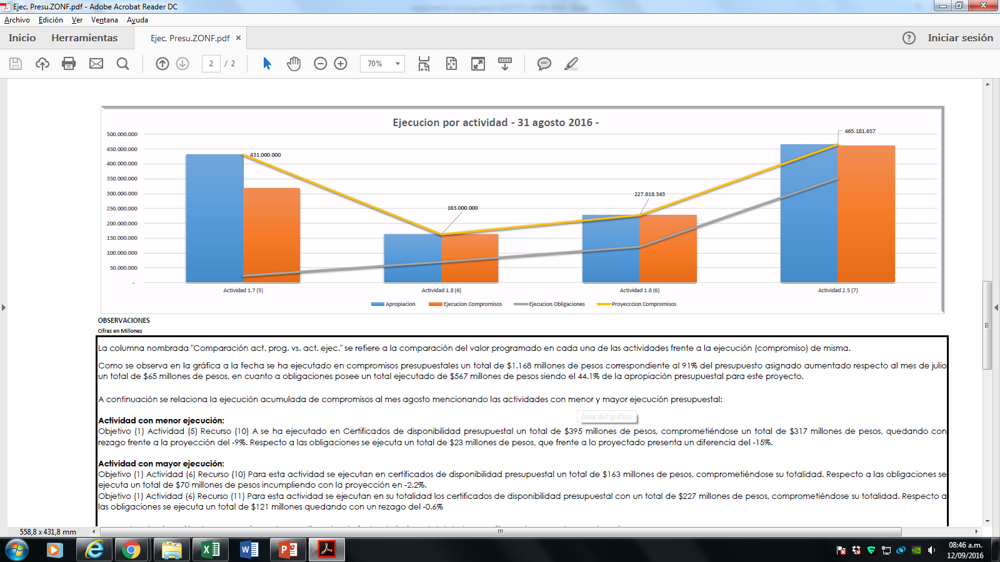 Ejec. Presu.ZONF.pdf - Adobe Acrobat Reader DC
Archivo Edición Ver Ventana Ayuda
Inicio Herramientas Ejec. Presu.ZONF.pdf × ? Iniciar sesión
2 / 2 70%
Ejecucion por actividad - 31 agosto 2016 -
500.000.000
450.000.000
400.000.000
350.000.000
300.000.000
250.000.000
200.000.000
150.000.000
100.000.000
50.000.000
-
431.000.000
163.000.000
227.818.343
465.181.657
Actividad 1.7 (5) Actividad 1.8 (6) Actividad 1.8 (6) Actividad 2.5 (7)
Apropiacion Ejecucion Compromisos Ejecucion Obligaciones Proyecccion Compromisos
OBSERVACIONES
Cifras en Millones
La columna nombrada "Comparación act. prog. vs. act. ejec." se refiere a la comparación del valor programado en cada una de las actividades frente a la ejecución (compromiso) de misma.
Como se observa en la gráfica a la fecha se ha ejecutado en compromisos presupuestales un total de $1.168 millones de pesos correspondiente al 91% del presupuesto asignado aumentado respecto al mes de julio
un total de $65 millones de pesos, en cuanto a obligaciones posee un total ejecutado de $567 millones de pesos siendo el 44.1% de la apropiación presupuestal para este proyecto.
A continuación se relaciona la ejecución acumulada de compromisos al mes agosto mencionando las actividades con menor y mayor ejecución presupuestal:
Área del gráfico
Actividad con menor ejecución:
Objetivo (1) Actividad (5) Recurso (10) A se ha ejecutado en Certificados de disponibilidad presupuestal un total de $395 millones de pesos, comprometiéndose un total de $317 millones de pesos, quedando con
rezago frente a la proyección del -9%. Respecto a las obligaciones se ejecuta un total de $23 millones de pesos, que frente a lo proyectado presenta un diferencia del -15%.
Actividad con mayor ejecución:
Objetivo (1) Actividad (6) Recurso (10) Para esta actividad se ejecutan en certificados de disponibilidad presupuestal un total de $163 millones de pesos, comprometiéndose su totalidad. Respecto a las obligaciones se
ejecuta un total de $70 millones de pesos incumpliendo con la proyección en -2.2%.
Objetivo (1) Actividad (6) Recurso (11) Para esta actividad se ejecutan en su totalidad los certificados de disponibilidad presupuestal con un total de $227 millones de pesos, comprometiéndose su totalidad. Respecto a
las obligaciones se ejecuta un total de $121 millones quedando con un rezago del -0.6%
558,8 x 431,8 mm
08:46 a.m.
12/09/2016